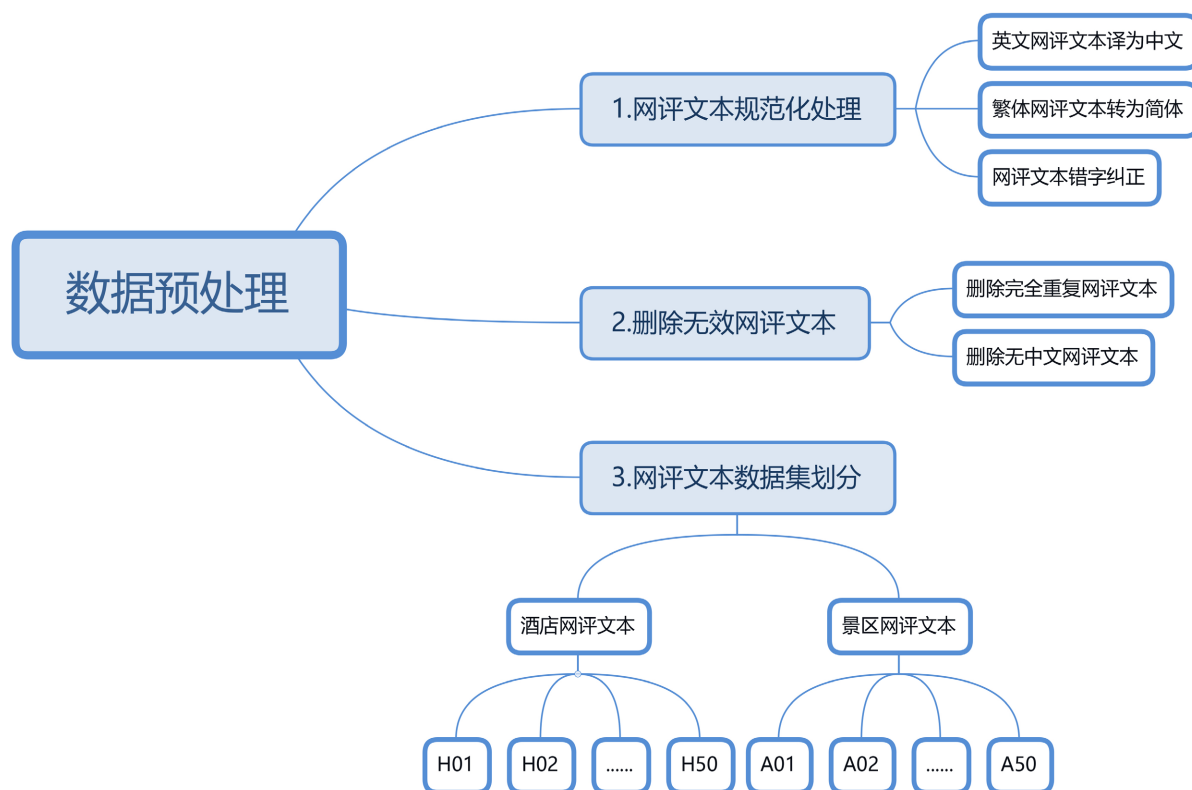 数据预处理
1.网评文本规范化处理
英文网评文本译为中文
繁体网评文本转为简体
网评文本错字纠正
2.删除无效网评文本
删除完全重复网评文本
删除无中文网评文本
3.网评文本数据集划分
酒店网评文本
景区网评文本
H01
H02
......
H50
A01
A02
......
A50